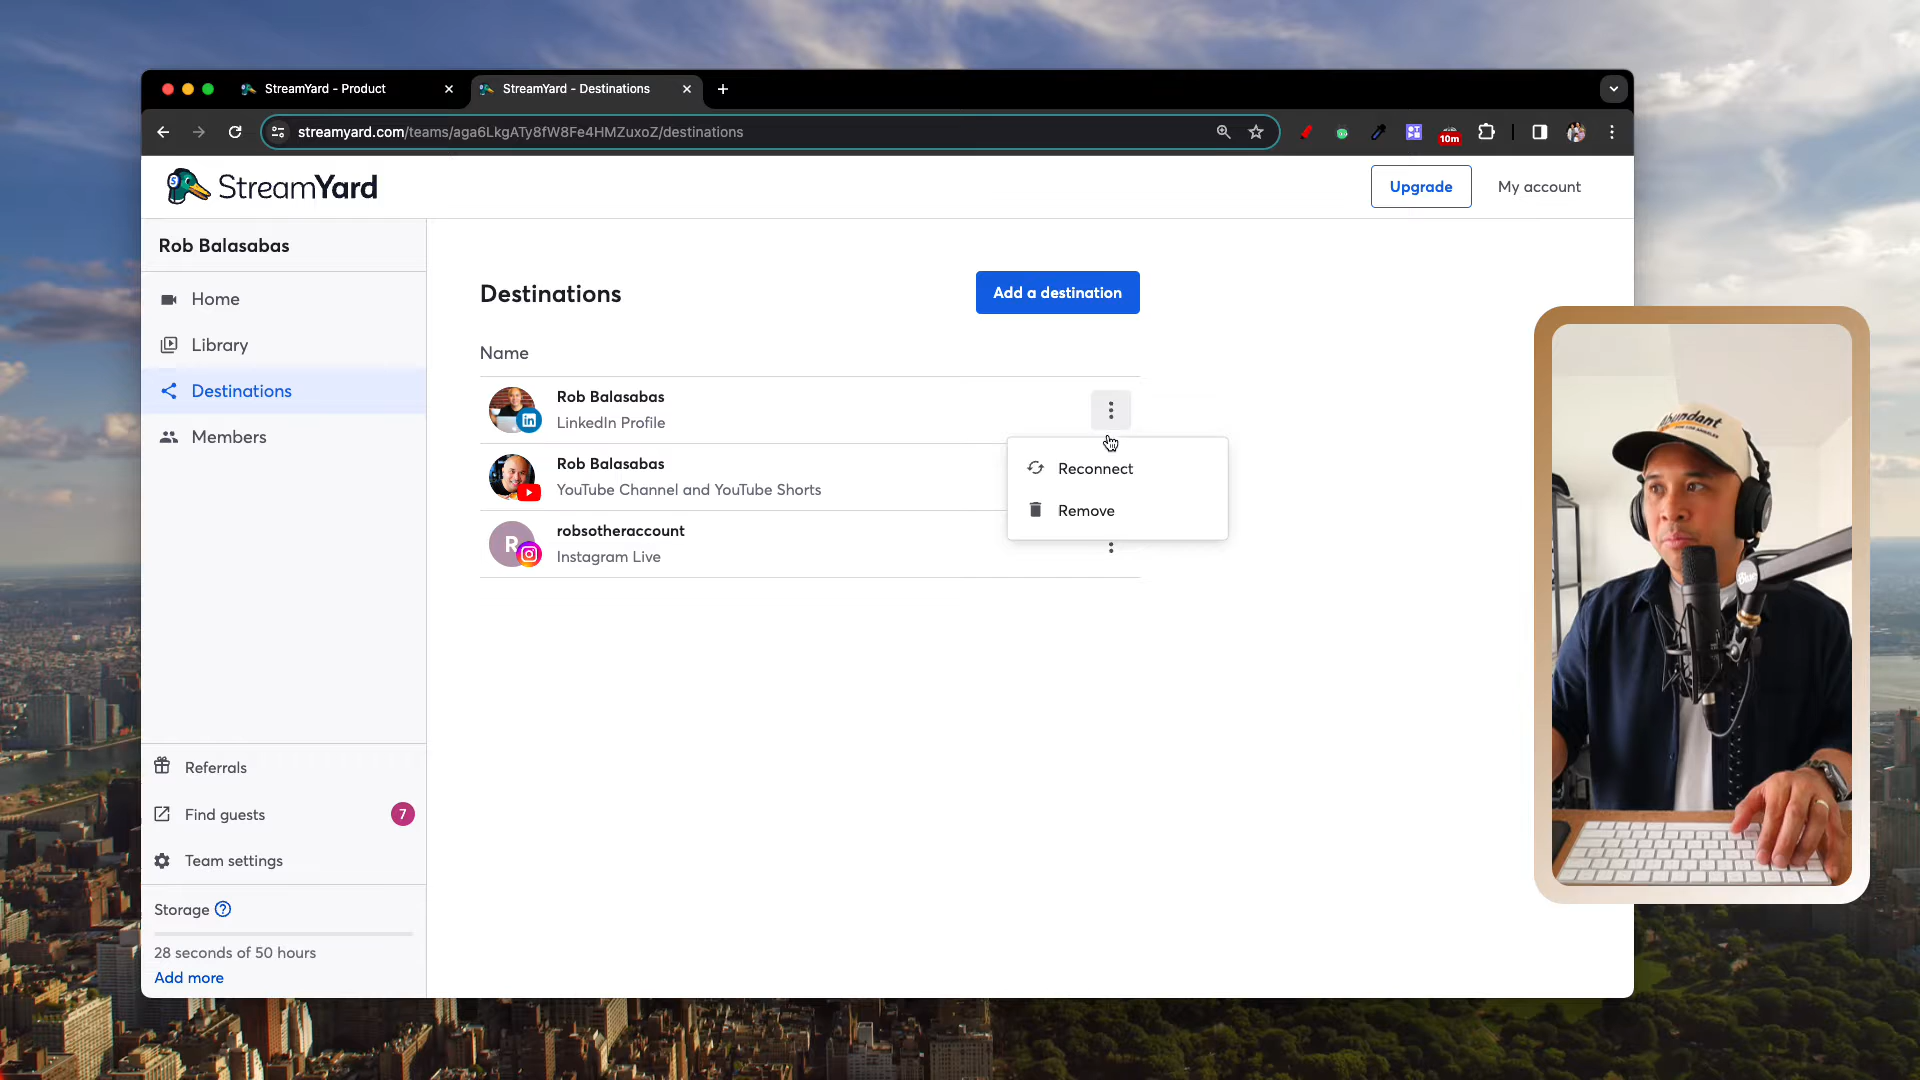 StreamYard - Product
StreamYard - Destinations
streamyard.com/teams/aga6LkgATy8fW8Fe4HMZuxoZ/destinations
10m
StreamYard
Upgrade
My account
Rob Balasabas
Home
Library
Destinations
Members
Referrals
Find guests
7
Team settings
Storage
28 seconds of 50 hours
Add more
Destinations
Add a destination
Name
Rob Balasabas
LinkedIn Profile
Rob Balasabas
YouTube Channel and YouTube Shorts
R
robsotheraccount
Instagram Live
Reconnect
Remove
Abundant
Blue